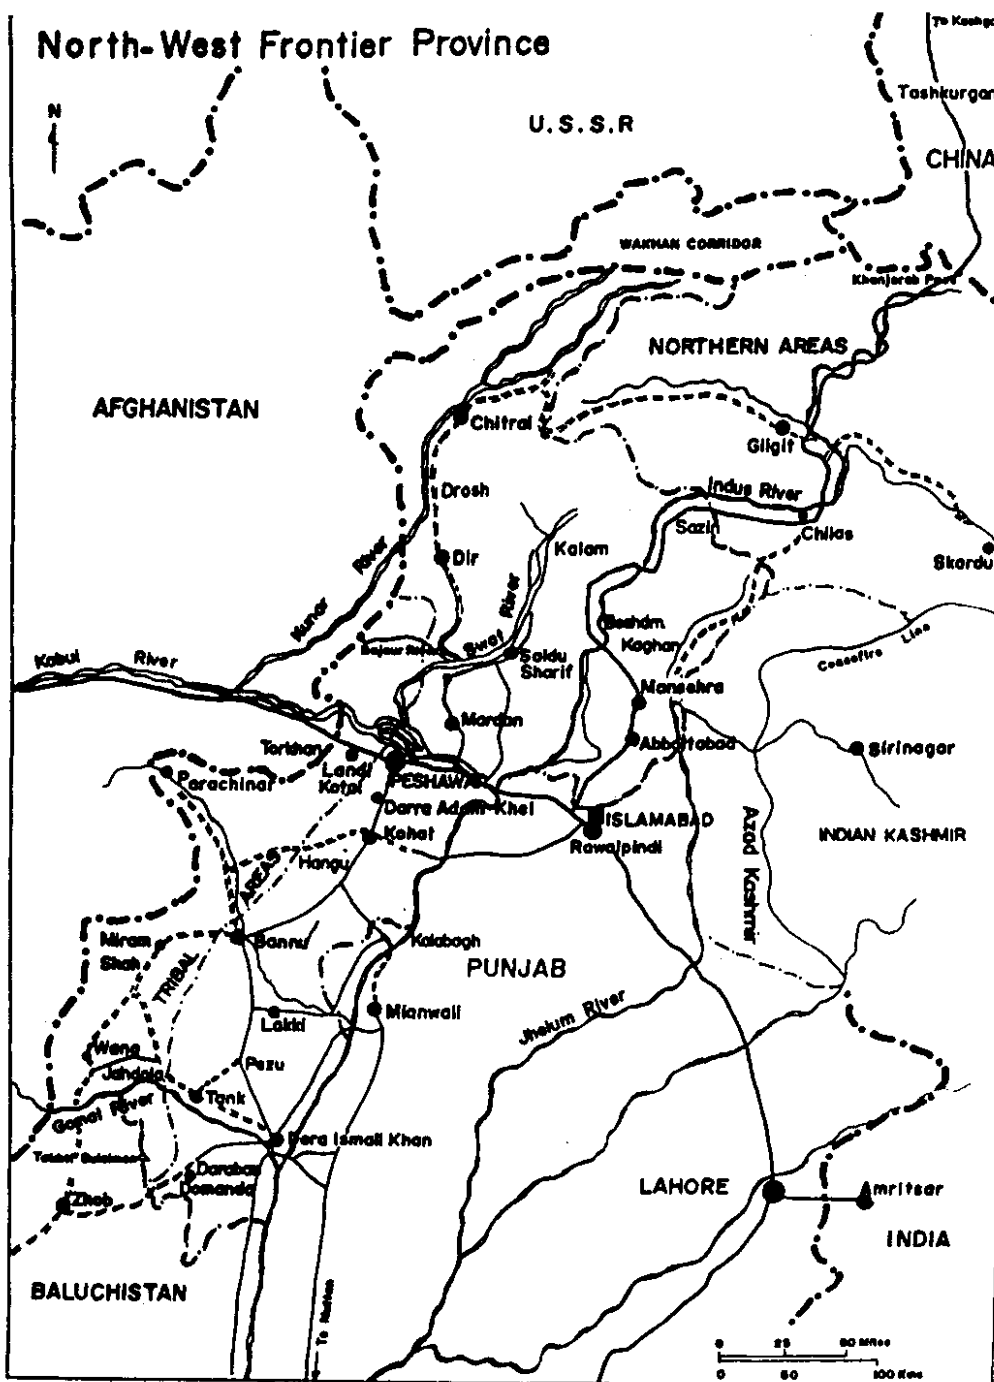 North-West Frontier Province
N
U.S.S.R
Tashkurgan
CHINA
WAKHAN CORRIDOR
Khanjerab Pass
NORTHERN AREAS
AFGHANISTAN
Chitral
Gilgit
Drosh
Indus River
Sazin
Chilas
Skardu
Dir
Kalam
Kunar River
Swat River
Kaghan
Ceasefire Line
Kabul River
Saidu
Sharif
Mansehra
Mardan
Abbottabad
Sirinagar
Torkham
Landi
Kotal
Parachinar
PESHAWAR
Darra Adam Khel
ISLAMABAD
Rawalpindi
Kohat
Hangu
Azad Kashmir
INDIAN KASHMIR
TRIBAL AREAS
Miram
Shah
Bannu
Kalabagh
PUNJAB
Lakki
Mianwali
Jhelum River
Wana
Jandola
Pezu
Tank
Gomal River
Dera Ismail Khan
Daraban
Domanda
Zhob
LAHORE
Amritsar
INDIA
BALUCHISTAN
To Multan
0 25 50 Miles
0 50 100 Kms